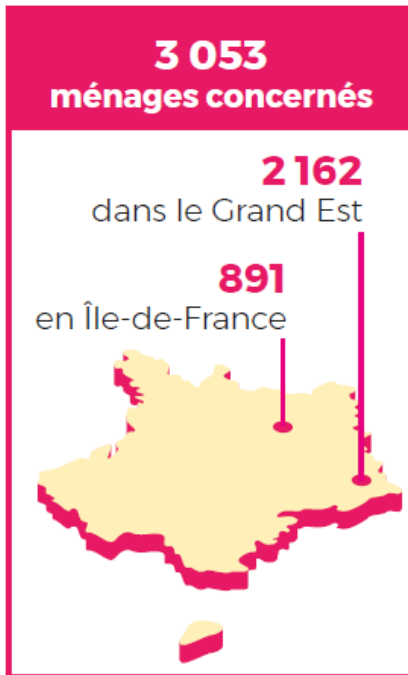 3 053
ménages concernés
2 162
dans le Grand Est
891
en Île-de-France